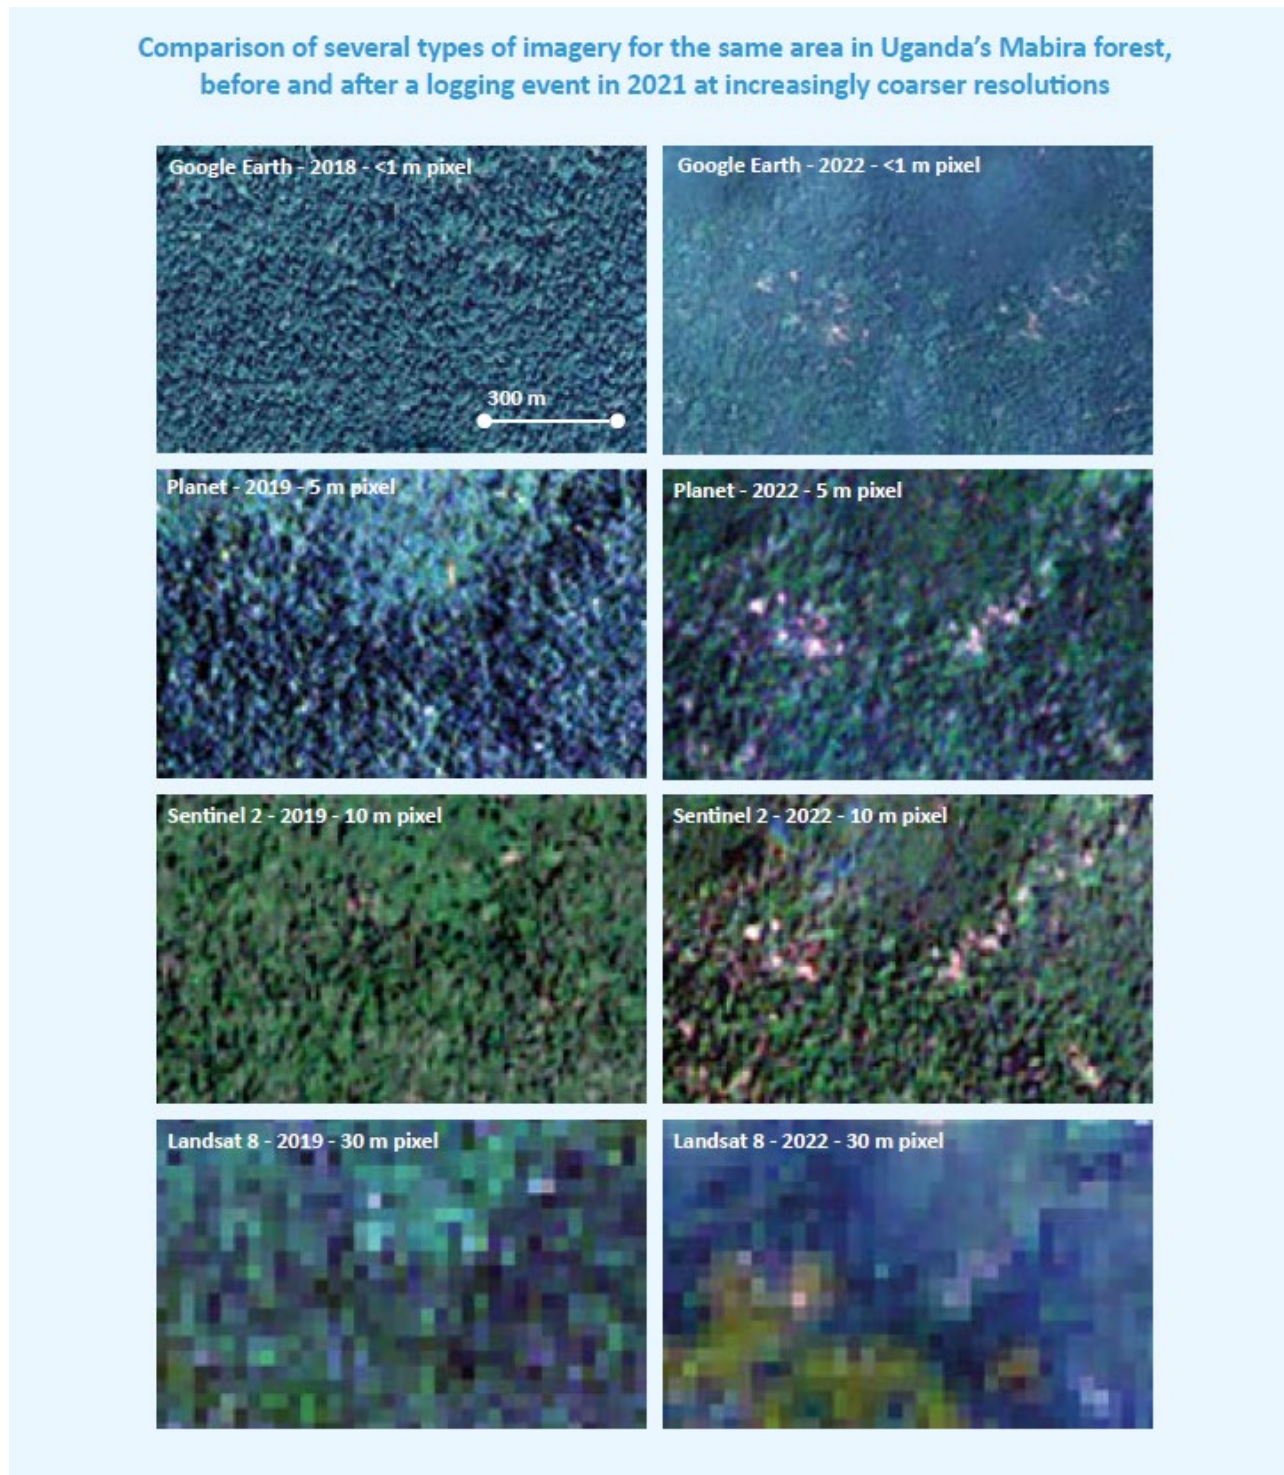 Comparison of several types of imagery for the same area in Uganda's Mabira forest,
before and after a logging event in 2021 at increasingly coarser resolutions
Google Earth - 2018 - <1 m pixel
Google Earth - 2022 - <1 m pixel
300 m
Planet - 2019 - 5 m pixel
Planet - 2022 - 5 m pixel
Sentinel 2 - 2019 - 10 m pixel
Sentinel 2 - 2022 - 10 m pixel
Landsat 8 - 2019 - 30 m pixel
Landsat 8 - 2022 - 30 m pixel